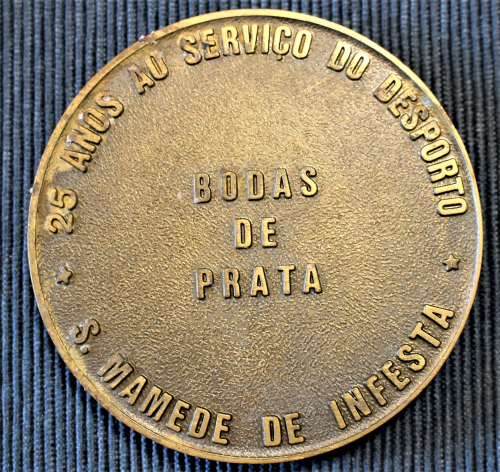 25 ANOS AO SERVIÇO DO DESPORTO
BODAS
DE
PRATA
S. MAMEDE DE INFESTA